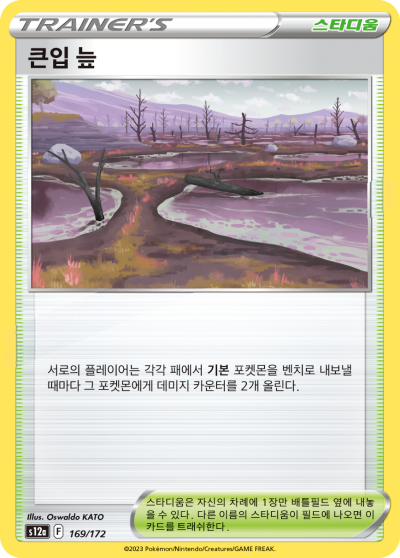 TRAINER'S
스타디움
큰입 늪
서로의 플레이어는 각각 패에서 기본 포켓몬을 벤치로 내보낼
때마다 그 포켓몬에게 데미지 카운터를 2개 올린다.
Illus. Oswaldo KATO
s12a F 169/172
스타디움은 자신의 차례에 1장만 배틀필드 옆에 내놓
을 수 있다. 다른 이름의 스타디움이 필드에 나오면 이
카드를 트래쉬한다.
©2023 Pokémon/Nintendo/Creatures/GAME FREAK.